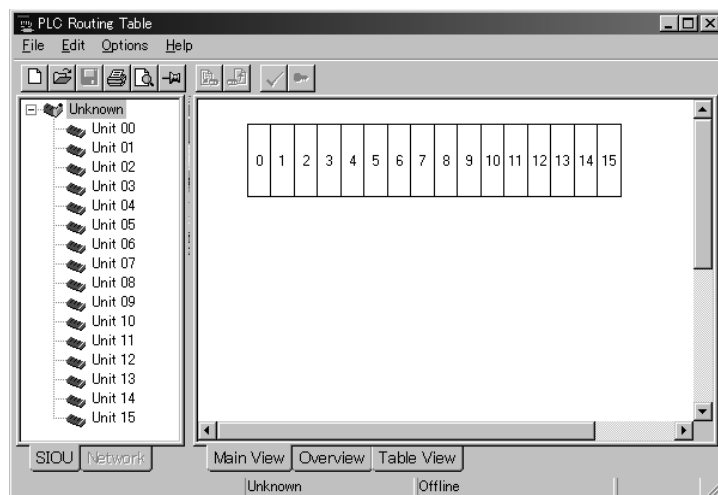 PLC Routing Table
File Edit Options Help
Unknown
Unit 00
Unit 01
Unit 02
Unit 03
Unit 04
Unit 05
Unit 06
Unit 07
Unit 08
Unit 09
Unit 10
Unit 11
Unit 12
Unit 13
Unit 14
Unit 15
0 1 2 3 4 5 6 7 8 9 10 11 12 13 14 15
SIOU Network
Main View Overview Table View
Unknown Offline